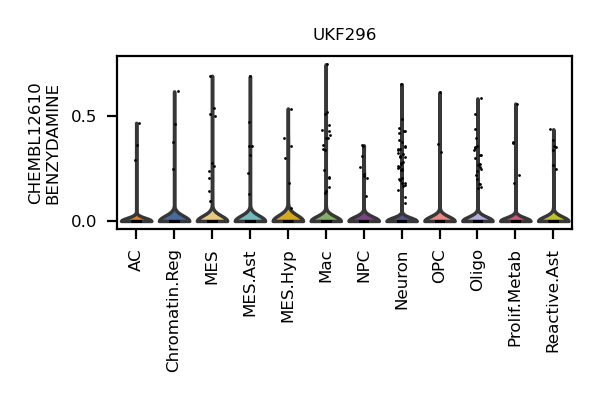 UKF296
CHEMBL12610
BENZYDAMINE
0.5
0.0
AC
Chromatin.Reg
MES
MES.Ast
MES.Hyp
Mac
NPC
Neuron
OPC
Oligo
Prolif.Metab
Reactive.Ast